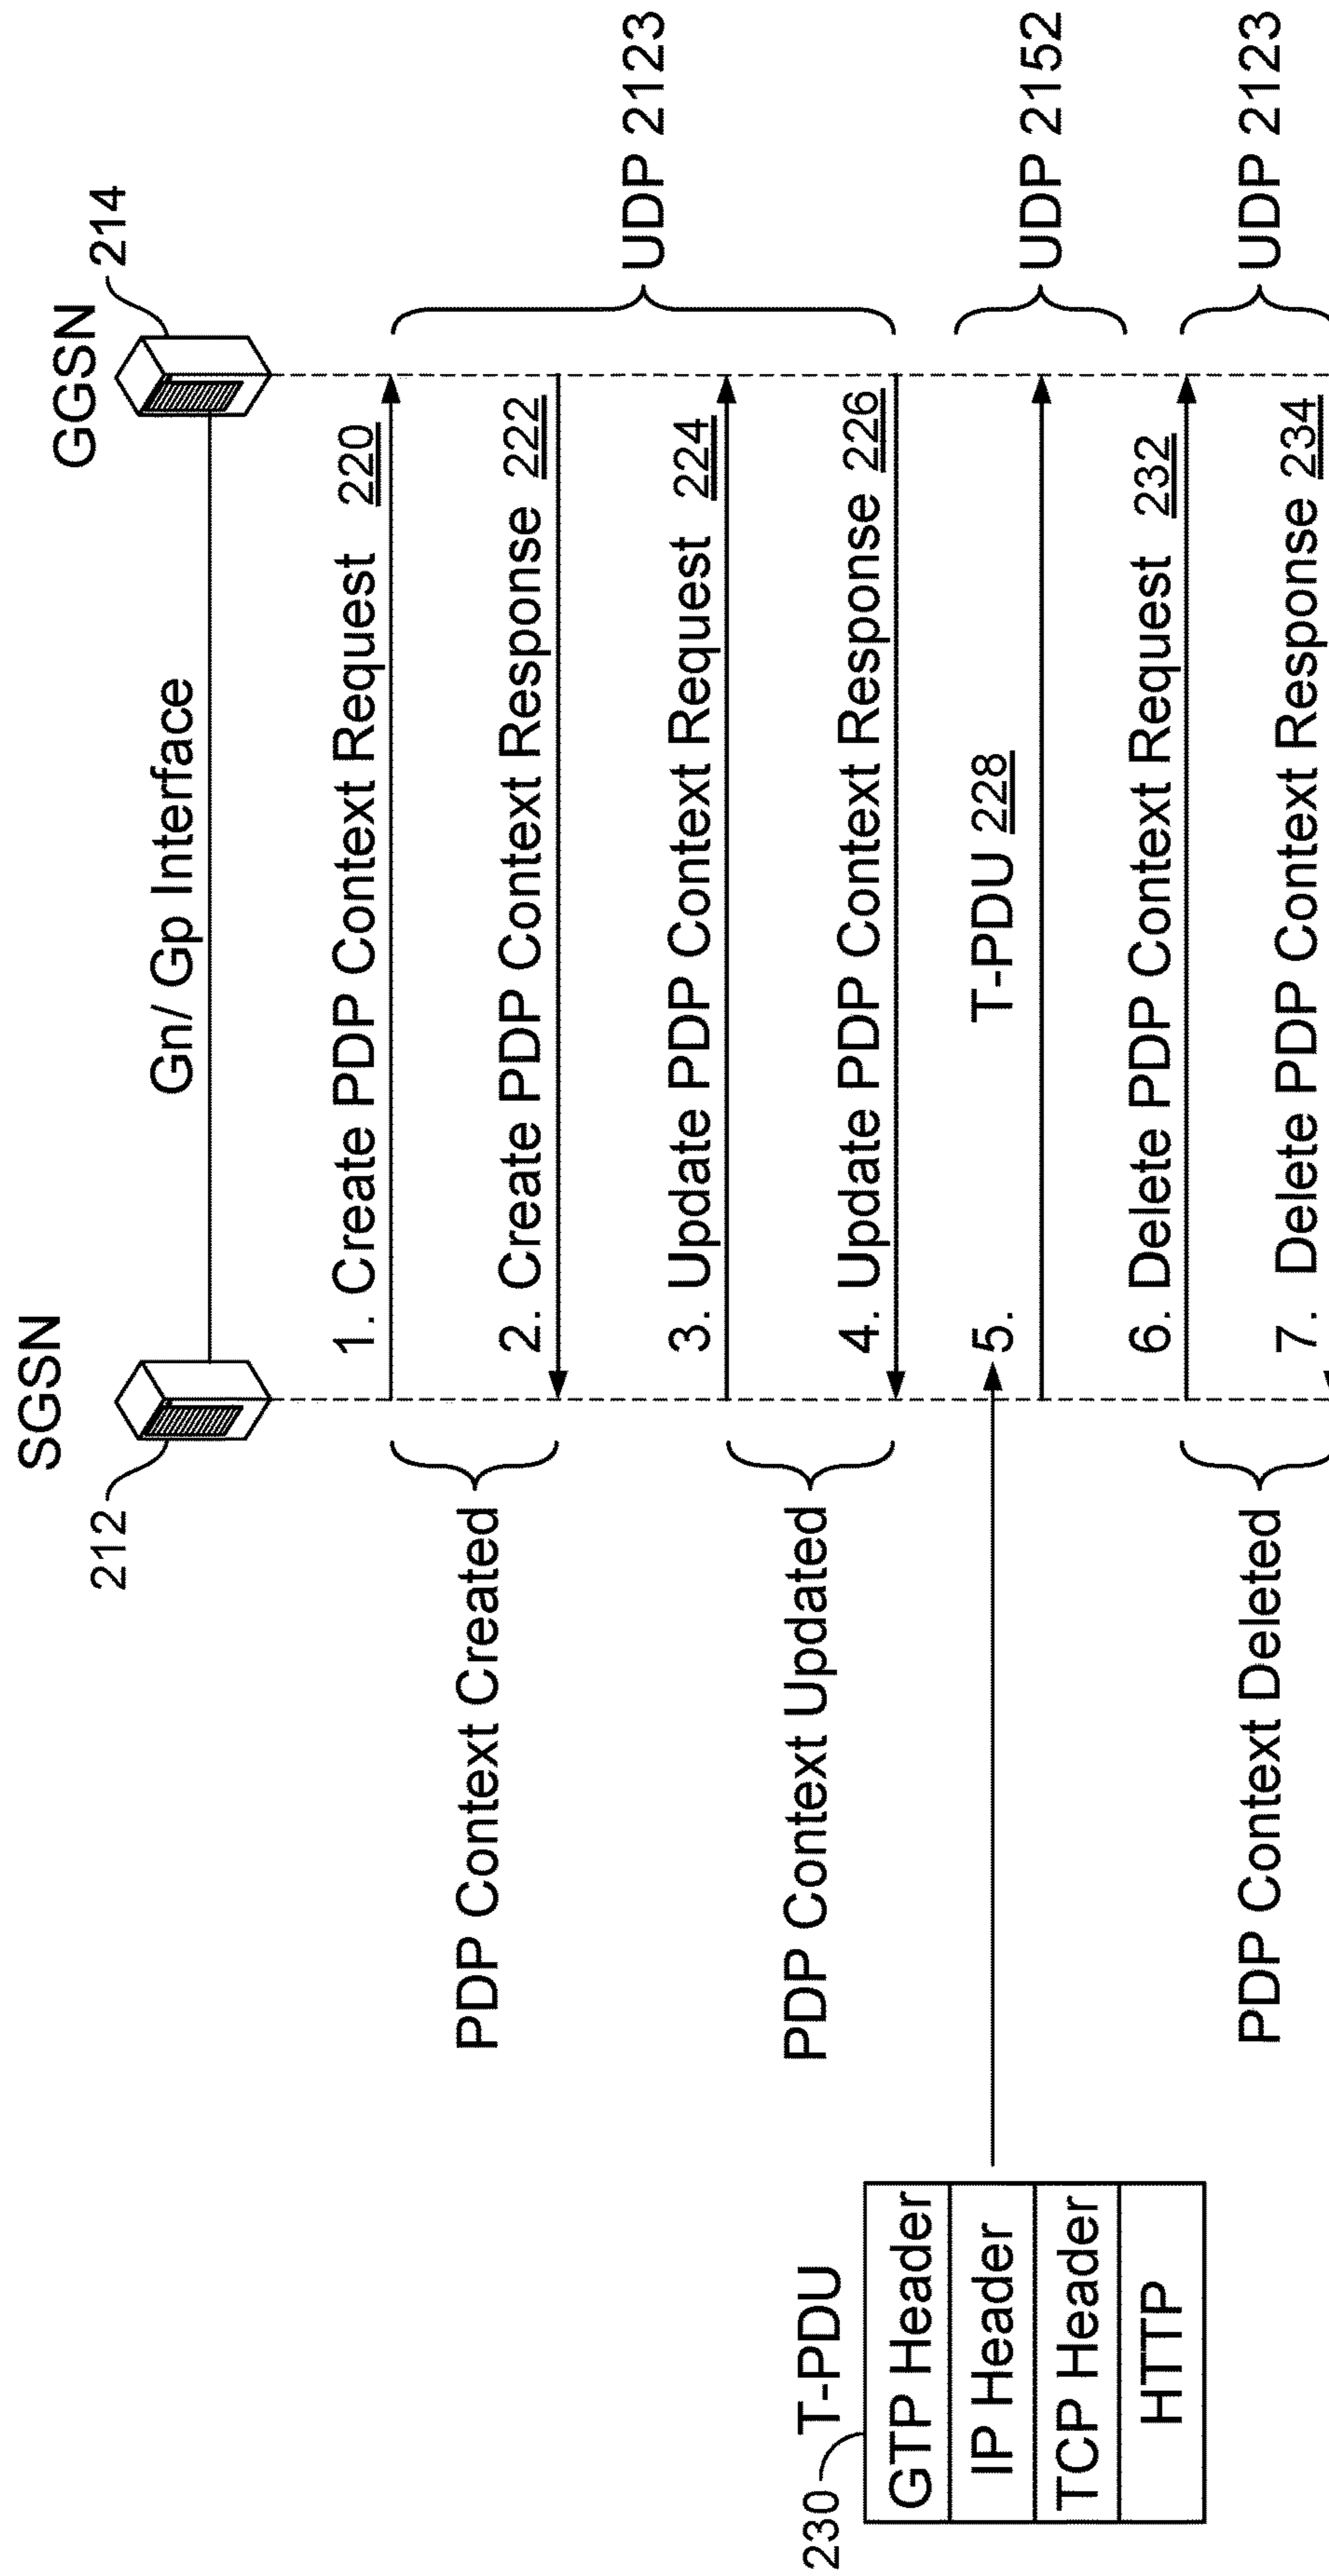 SGSN
GGSN
212
214
Gn/ Gp Interface
1. Create PDP Context Request 220
2. Create PDP Context Response 222
PDP Context Created
3. Update PDP Context Request 224
4. Update PDP Context Response 226
PDP Context Updated
UDP 2123
T-PDU
230
GTP Header
IP Header
TCP Header
HTTP
5.
T-PDU 228
UDP 2152
6. Delete PDP Context Request 232
7. Delete PDP Context Response 234
PDP Context Deleted
UDP 2123